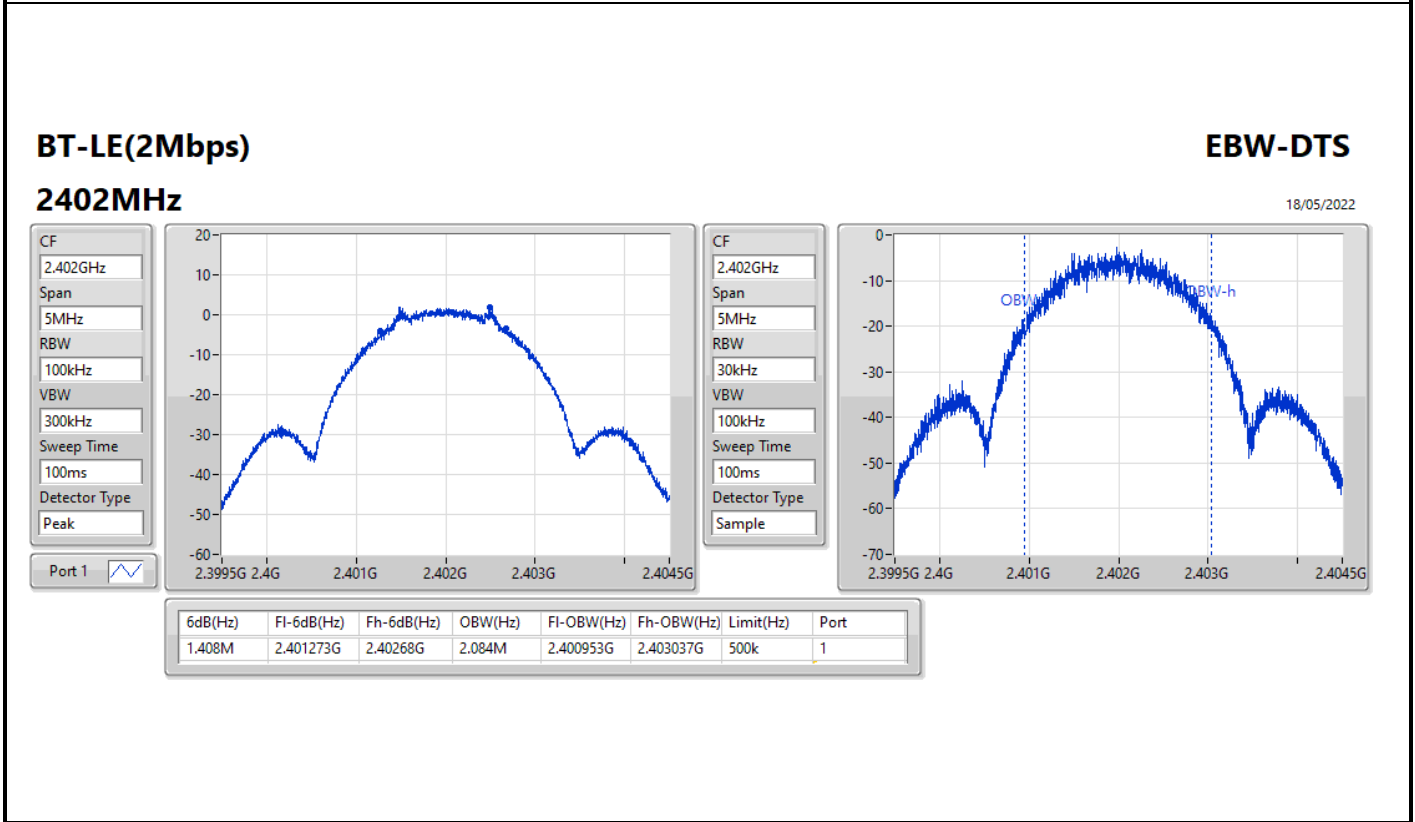 BT-LE(2Mbps)
EBW-DTS
2402MHz
18/05/2022
CF
2.402GHz
Span
5MHz
RBW
100kHz
VBW
300kHz
Sweep Time
100ms
Detector Type
Peak
Port 1
20
10
0
-10
-20
-30
-40
-50
-60
2.3995G 2.4G 2.401G 2.402G 2.403G 2.4045G
CF
2.402GHz
Span
5MHz
RBW
30kHz
VBW
100kHz
Sweep Time
100ms
Detector Type
Sample
0
-10
-20
-30
-40
-50
-60
-70
OBW
OBW-h
2.3995G 2.4G 2.401G 2.402G 2.403G 2.4045G
6dB(Hz) Fl-6dB(Hz) Fh-6dB(Hz) OBW(Hz) Fl-OBW(Hz) Fh-OBW(Hz) Limit(Hz) Port
1.408M 2.401273G 2.40268G 2.084M 2.400953G 2.403037G 500k 1